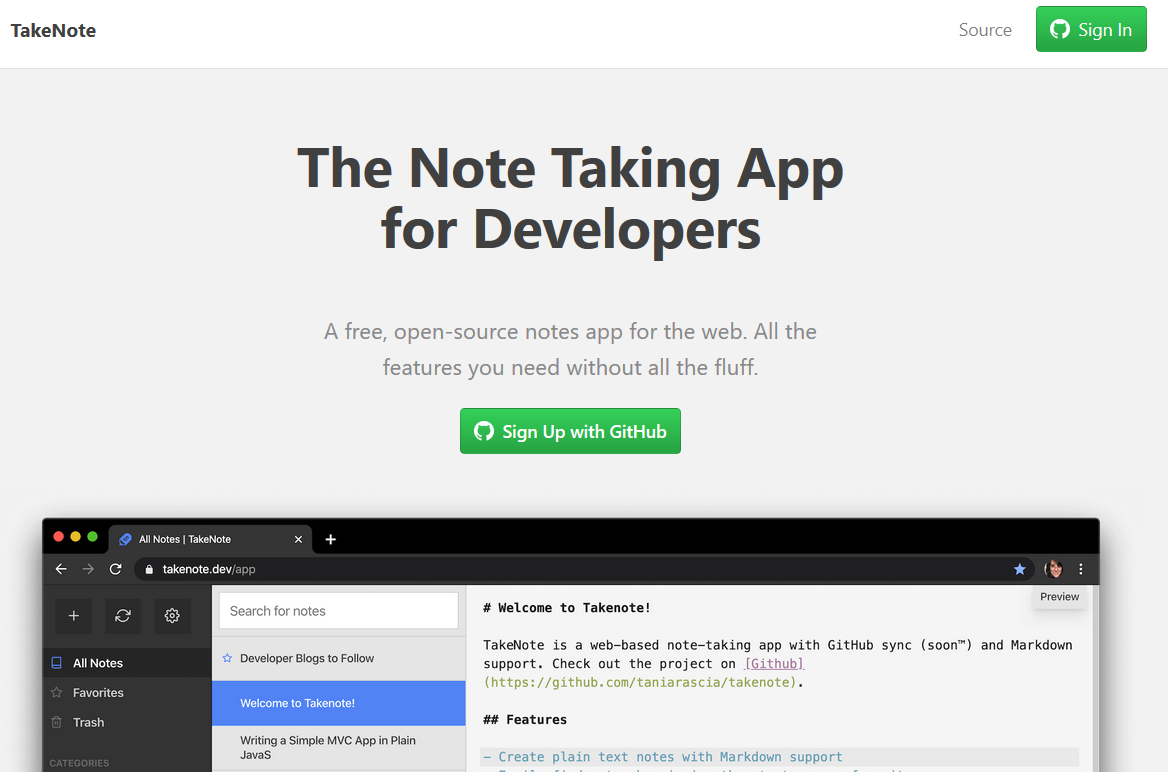 TakeNote
Source
Sign In
The Note Taking App
for Developers
A free, open-source notes app for the web. All the
features you need without all the fluff.
Sign Up with GitHub
All Notes | TakeNote
takenote.dev/app
Search for notes
Preview
# Welcome to Takenote!
TakeNote is a web-based note-taking app with GitHub sync (soon™) and Markdown
support. Check out the project on [Github]
(https://github.com/taniarascia/takenote).
## Features
- Create plain text notes with Markdown support
All Notes
Favorites
Trash
CATEGORIES
Developer Blogs to Follow
Welcome to Takenote!
Writing a Simple MVC App in Plain
JavaS